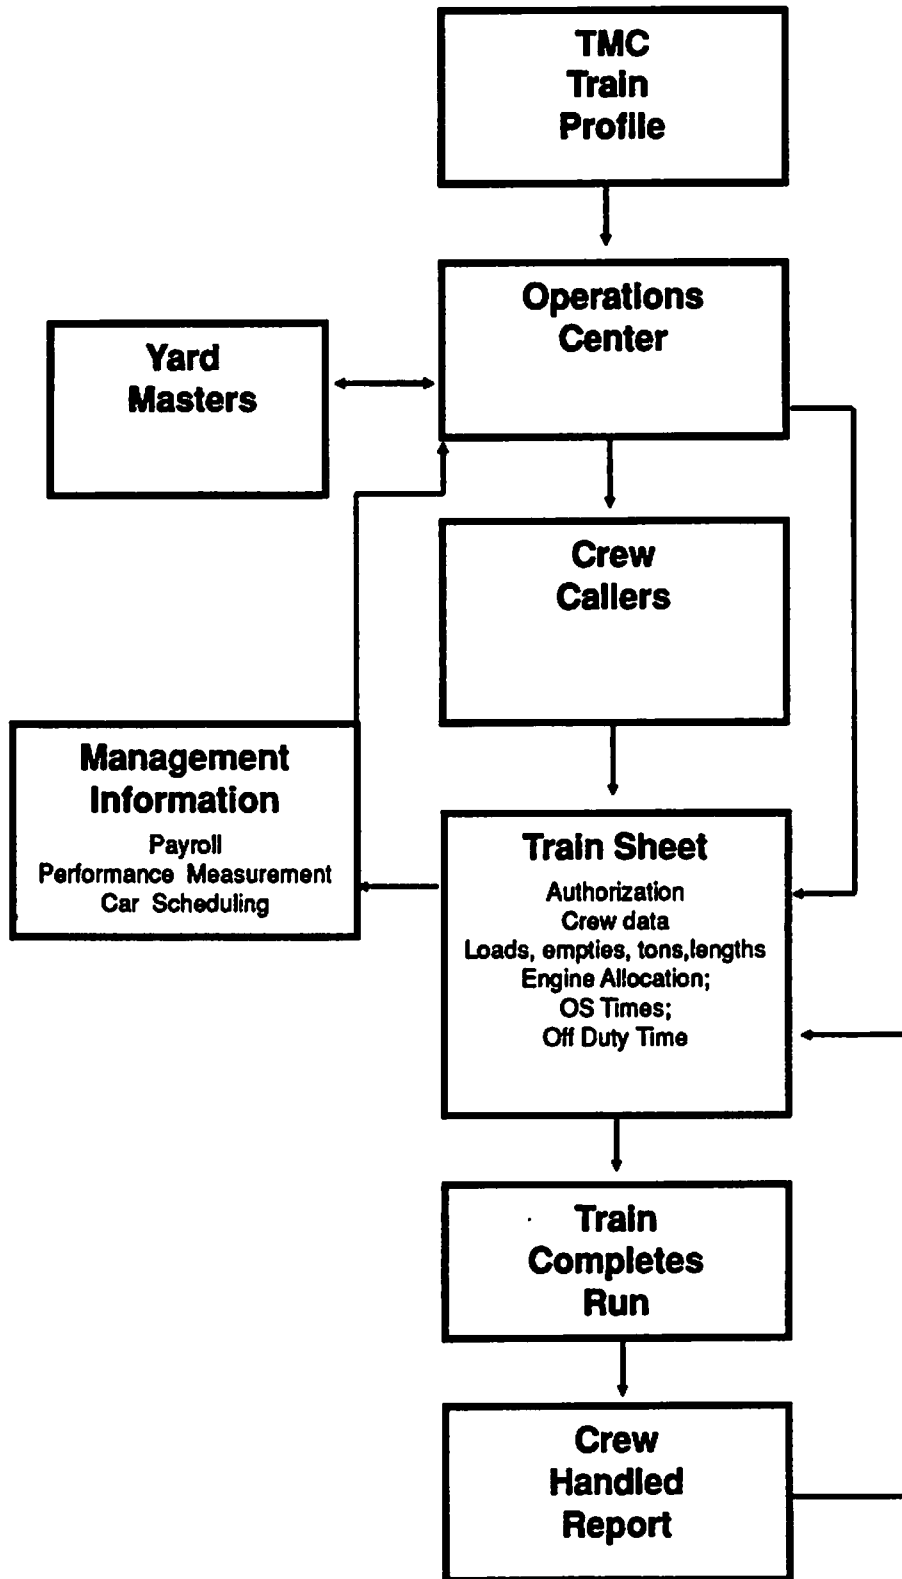 TMC
Train
Profile
Operations
Center
Yard
Masters
Crew
Callers
Management
Information
Payroll
Performance Measurement
Car Scheduling
Train Sheet
Authorization
Crew data
Loads, empties, tons,lengths
Engine Allocation;
OS Times;
Off Duty Time
Train
Completes
Run
Crew
Handled
Report